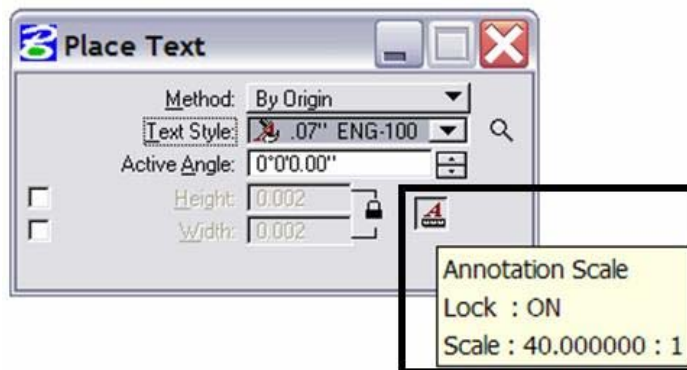 Place Text
Method: By Origin
Text Style: .07'' ENG-100
Active Angle: 0°0'0.00''
Height: 0.002
Width: 0.002
A
Annotation Scale
Lock : ON
Scale : 40.000000 : 1